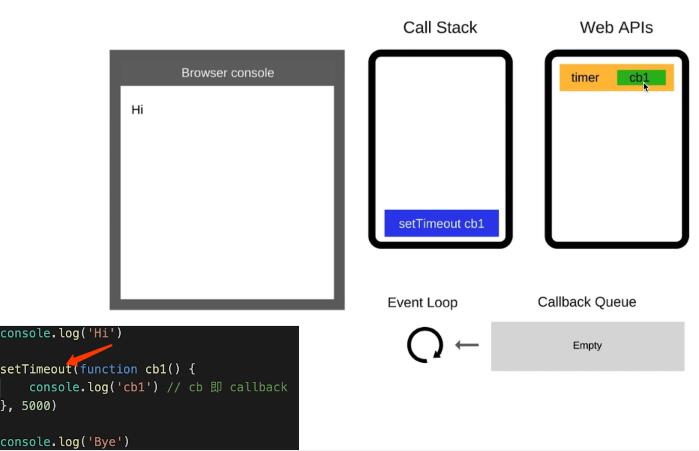 Call Stack
Web APIs
Browser console
Hi
timer
cb1
setTimeout cb1
Event Loop
Callback Queue
Empty
console.log('Hi')
setTimeout(function cb1() {
console.log('cb1') // cb 即 callback
}, 5000)
console.log('Bye')